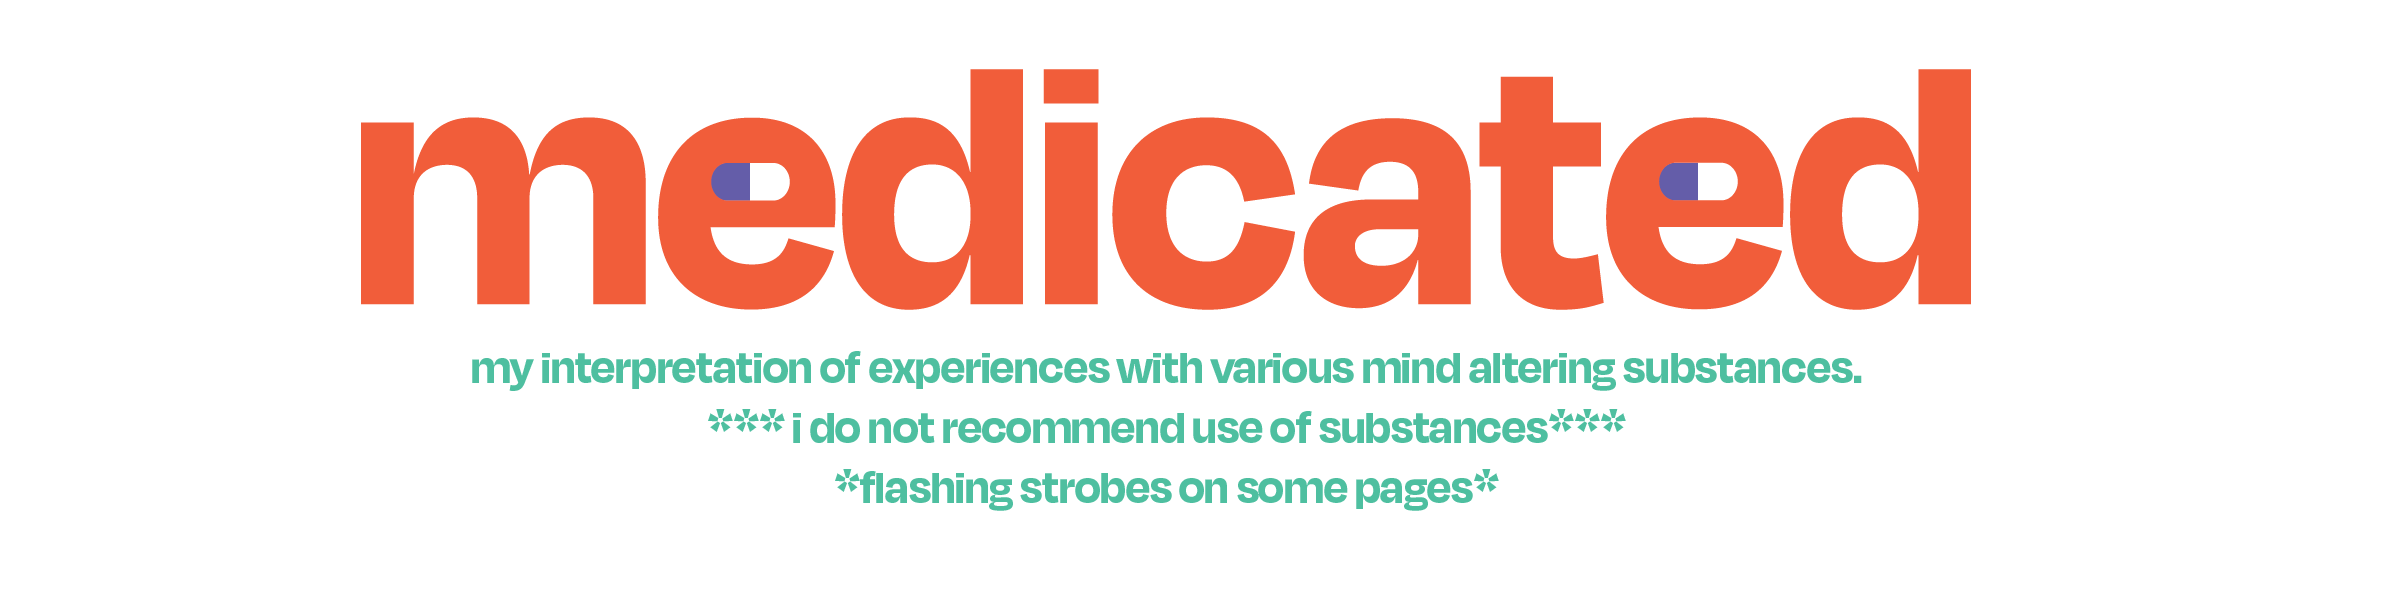 medicated
my interpretation of experiences with various mind altering substances.
*** i do not recommend use of substances***
*flashing strobes on some pages*